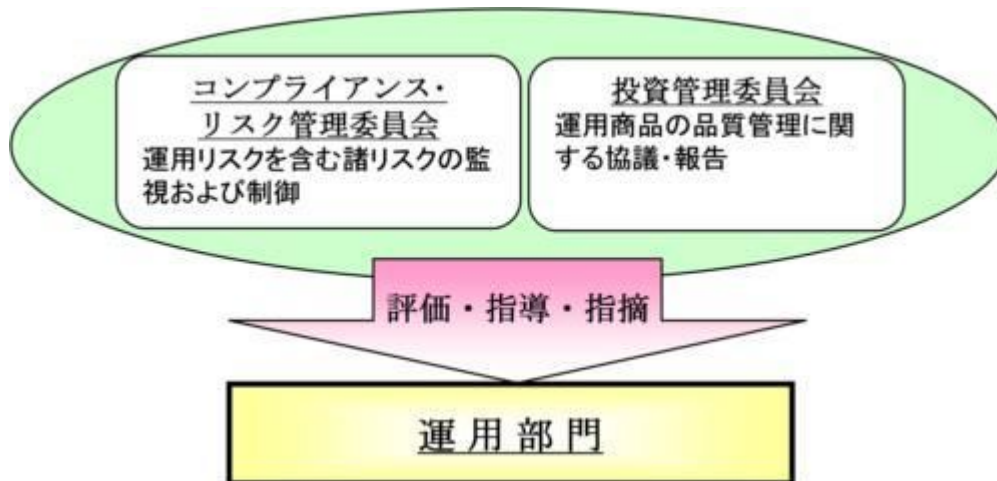 コンプライアンス・
リスク管理委員会
運用リスクを含む諸リスクの監
視および制御
投資管理委員会
運用商品の品質管理に関
する協議・報告
評価・指導・指摘
運用部門